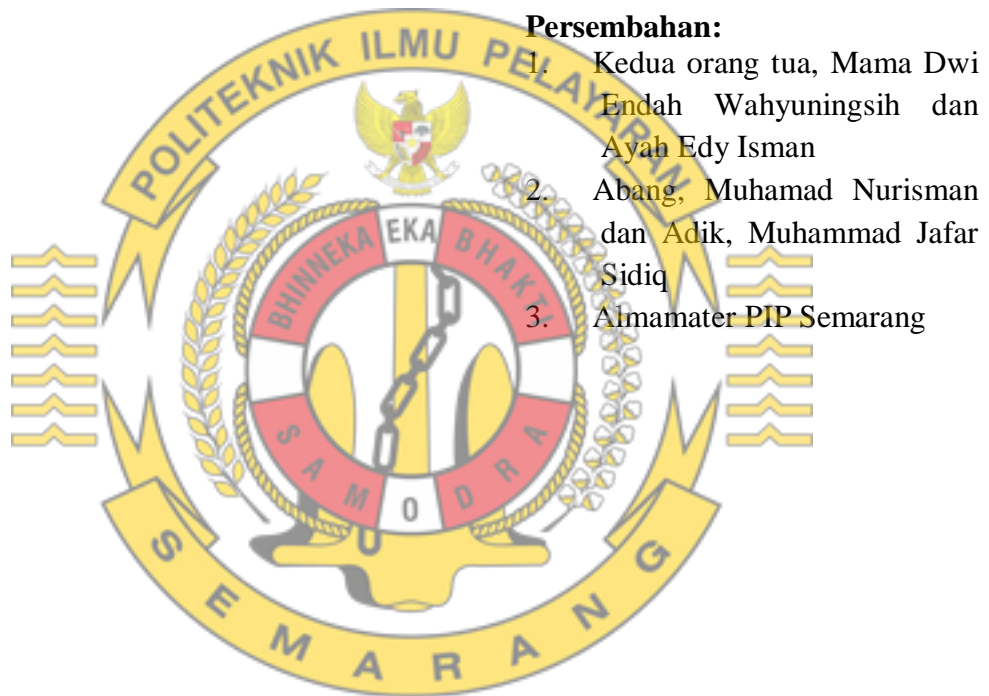 Persembahan:
1. Kedua orang tua, Mama Dwi
Endah Wahyuningsih dan
Ayah Edy Isman
2. Abang, Muhamad Nurisman
dan Adik, Muhammad Jafar
Sidiq
3. Almamater PIP Semarang
POLITEKNIK ILMU PELAYARAN
BHINNEKA EKA BHAKTI
SAMODRA
SEMARANG